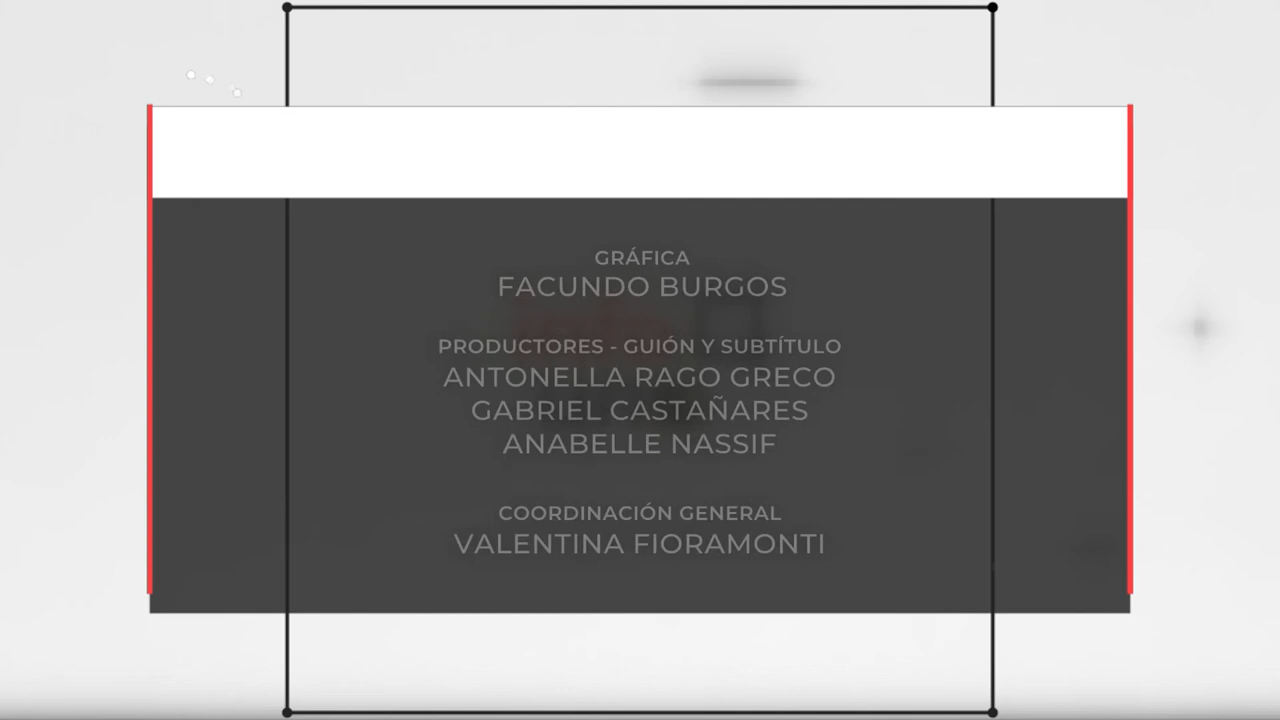 GRÁFICA
FACUNDO BURGOS
PRODUCTORES - GUIÓN Y SUBTÍTULO
ANTONELLA RAGO GRECO
GABRIEL CASTAÑARES
ANABELLE NASSIF
COORDINACIÓN GENERAL
VALENTINA FIORAMONTI